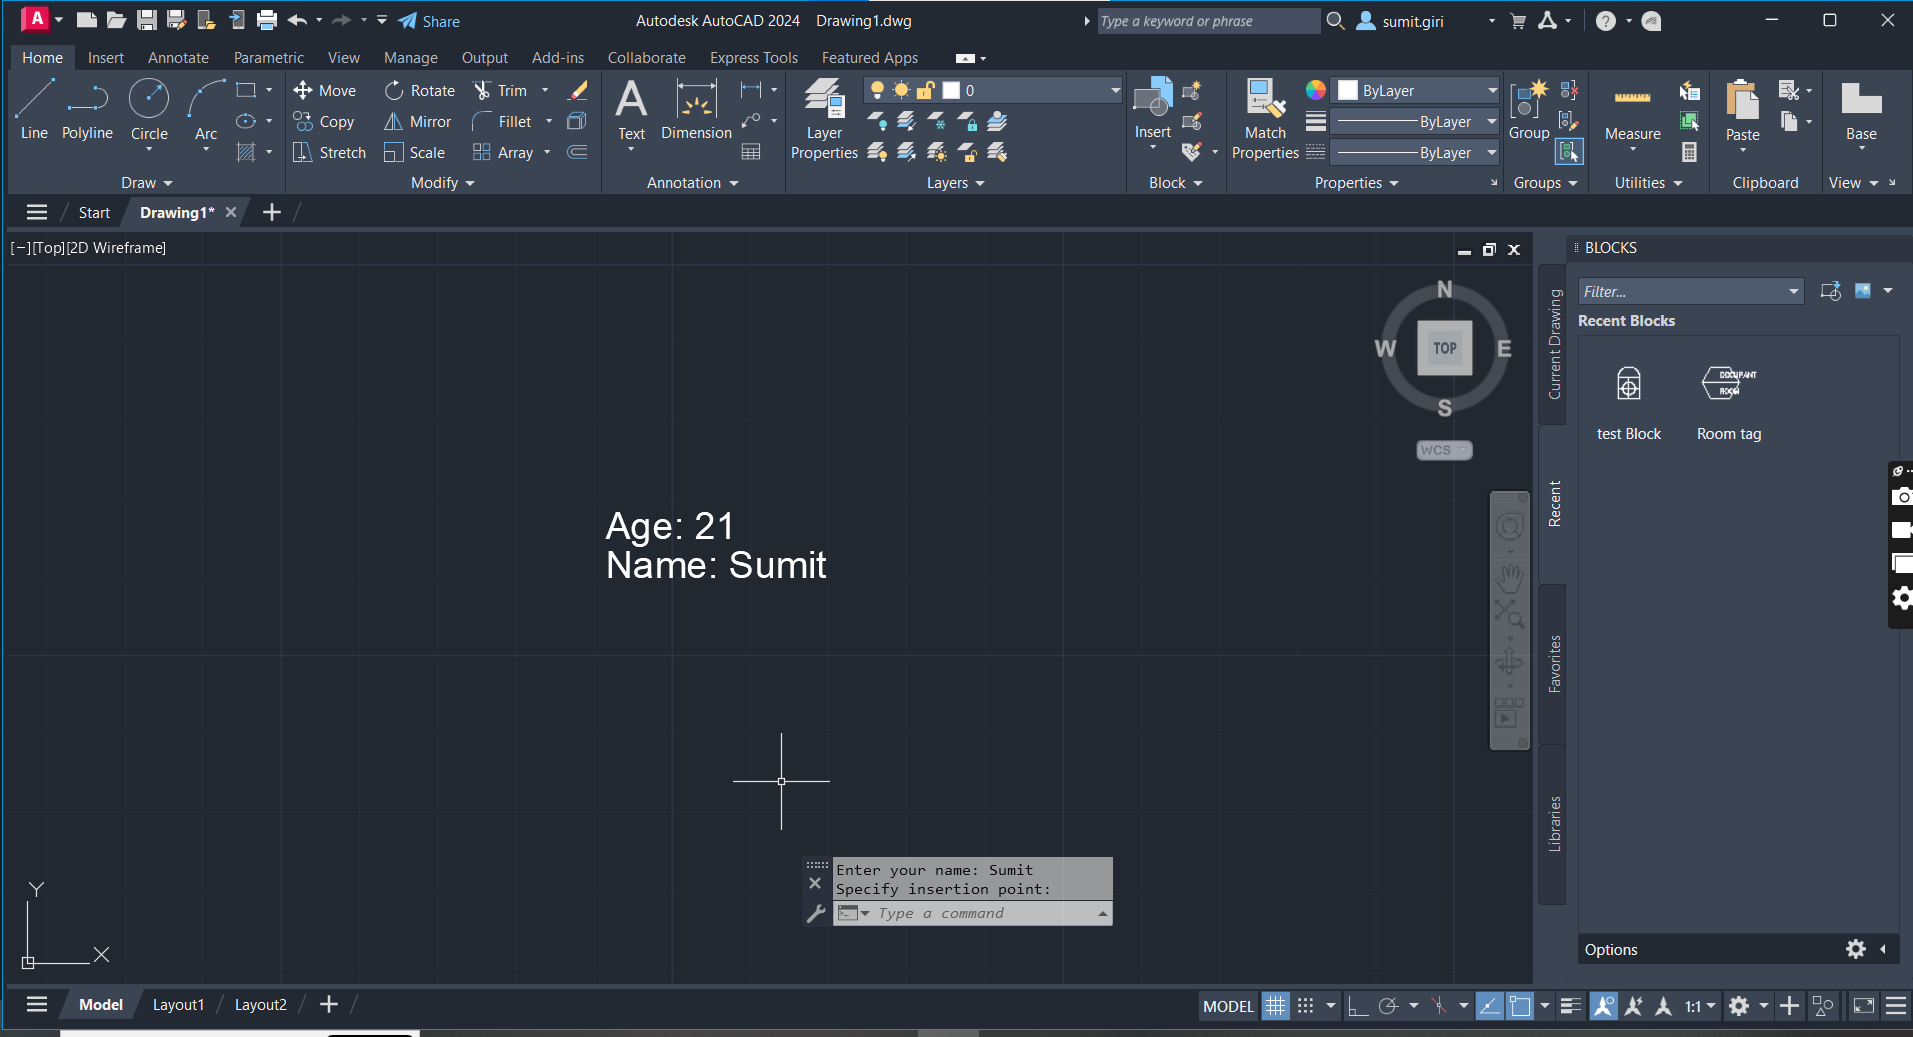 A
Share
Autodesk AutoCAD 2024 Drawing1.dwg
Type a keyword or phrase
sumit.giri
Home Insert Annotate Parametric View Manage Output Add-ins Collaborate Express Tools Featured Apps
Line Polyline Circle Arc
Draw
Move Rotate Trim
Copy Mirror Fillet
Stretch Scale Array
Modify
Text Dimension
Annotation
Layer Properties
0
Layers
Insert
Block
Match Properties
ByLayer
ByLayer
ByLayer
Properties
Group
Groups
Measure
Utilities
Paste
Clipboard
Base
View
Start Drawing1*
[−][Top][2D Wireframe]
N
W TOP E
S
WCS
Age: 21
Name: Sumit
Y
X
Enter your name: Sumit
Specify insertion point:
Type a command
Current Drawing
Recent
Favorites
Libraries
BLOCKS
Filter...
Recent Blocks
OCCUPANT
ROOM
test Block Room tag
Options
Model Layout1 Layout2
MODEL 1:1